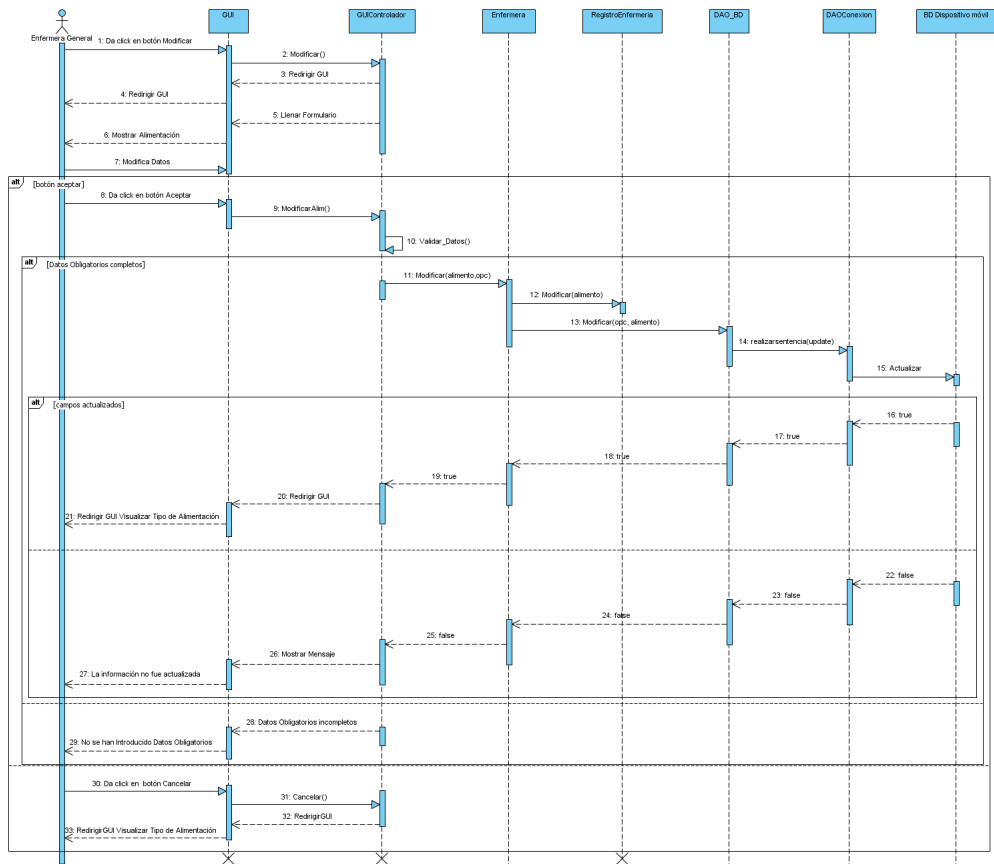 GUI
GUIControlador
Enfermera
RegistroEnfermeria
DAO_BD
DAOConexion
BD Dispositivo móvil
Enfermera General
1: Da click en botón Modificar
2: Modificar()
3: Redirigir GUI
4: Redirigir GUI
5: Llenar Formulario
6: Mostrar Alimentación
7: Modifica Datos
alt
[botón aceptar]
8: Da click en botón Aceptar
9: ModificarAlim()
10: Validar_Datos()
alt
[Datos Obligatorios completos]
11: Modificar(alimento,opc)
12: Modificar(alimento)
13: Modificar(opc, alimento)
14: realizarsentencia(update)
15: Actualizar
alt
[campos actualizados]
16: true
17: true
18: true
19: true
20: Redirigir GUI
21: Redirigir GUI Visualizar Tipo de Alimentación
22: false
23: false
24: false
25: false
26: Mostrar Mensaje
27: La información no fue actualizada
28: Datos Obligatorios incompletos
29: No se han Introducido Datos Obligatorios
30: Da click en botón Cancelar
31: Cancelar()
32: RedirigirGUI
33: RedirigirGUI Visualizar Tipo de Alimentación